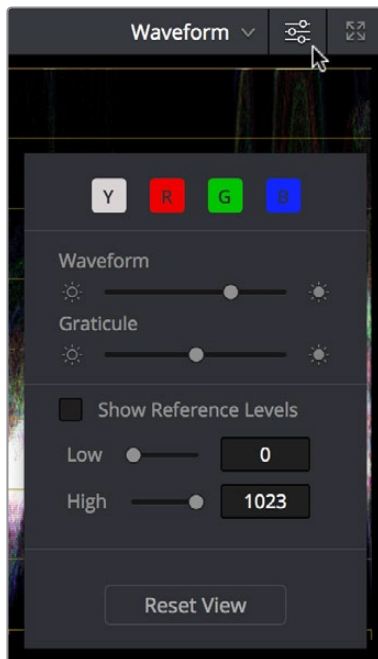 Waveform
Y R G B
Waveform
Graticule
Show Reference Levels
Low 0
High 1023
Reset View